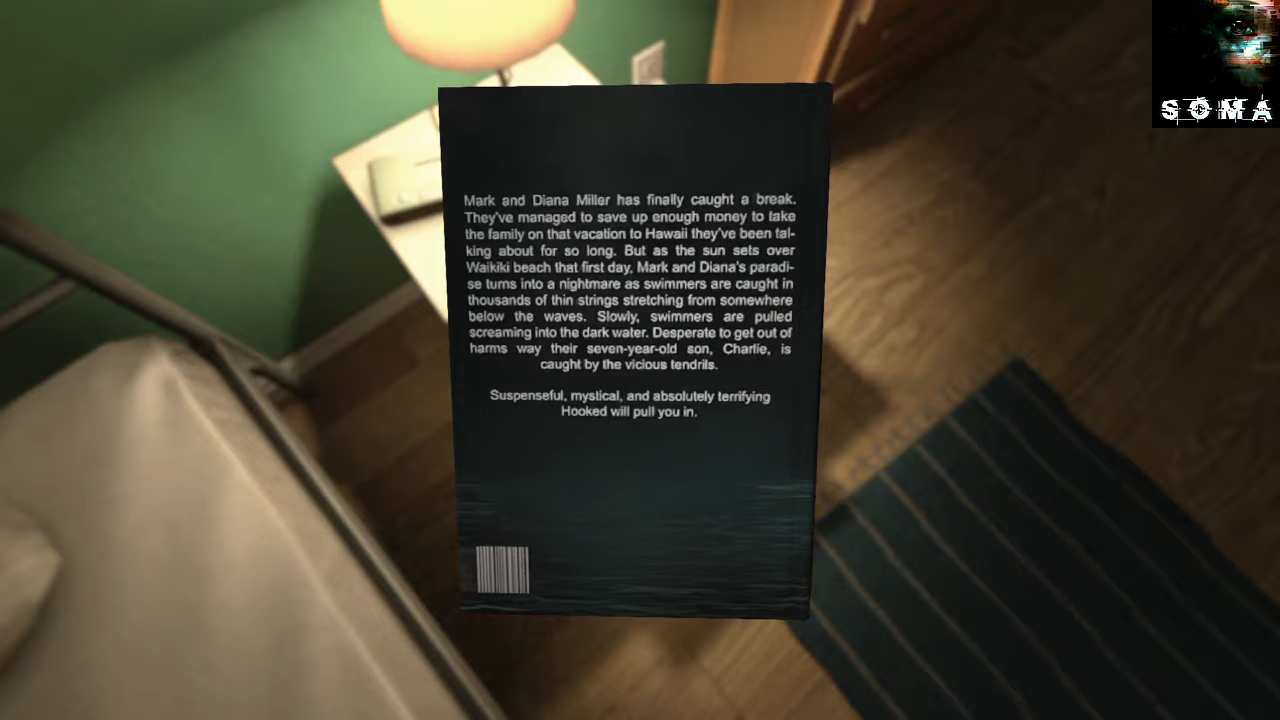 SOMA
Mark and Diana Miller has finally caught a break.
They've managed to save up enough money to take
the family on that vacation to Hawaii they've been tal-
king about for so long. But as the sun sets over
Waikiki beach that first day, Mark and Diana's paradi-
se turns into a nightmare as swimmers are caught in
thousands of thin strings stretching from somewhere
below the waves. Slowly, swimmers are pulled
screaming into the dark water. Desperate to get out of
harms way their seven-year-old son, Charlie, is
caught by the vicious tendrils.
Suspenseful, mystical, and absolutely terrifying
Hooked will pull you in.